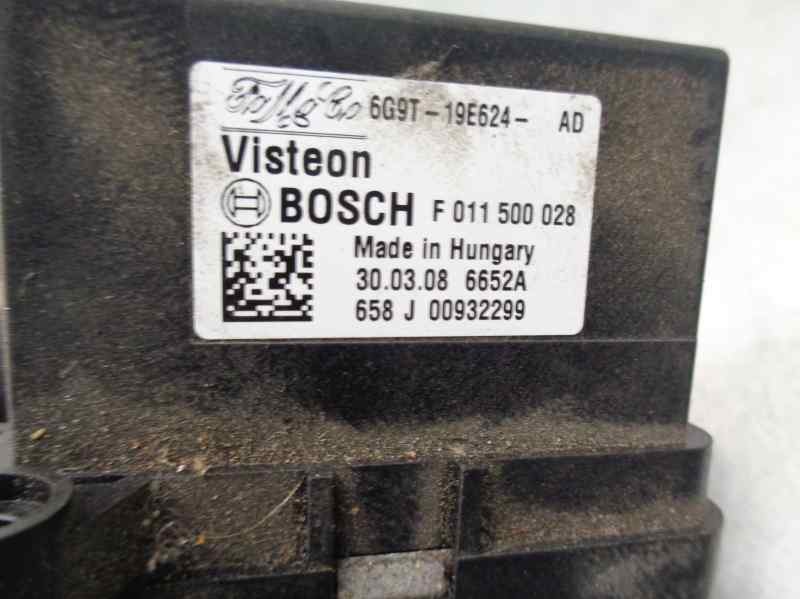 FoMoCo 6G9T-19E624- AD
Visteon
BOSCH F 011 500 028
Made in Hungary
30.03.08 6652A
658 J 00932299